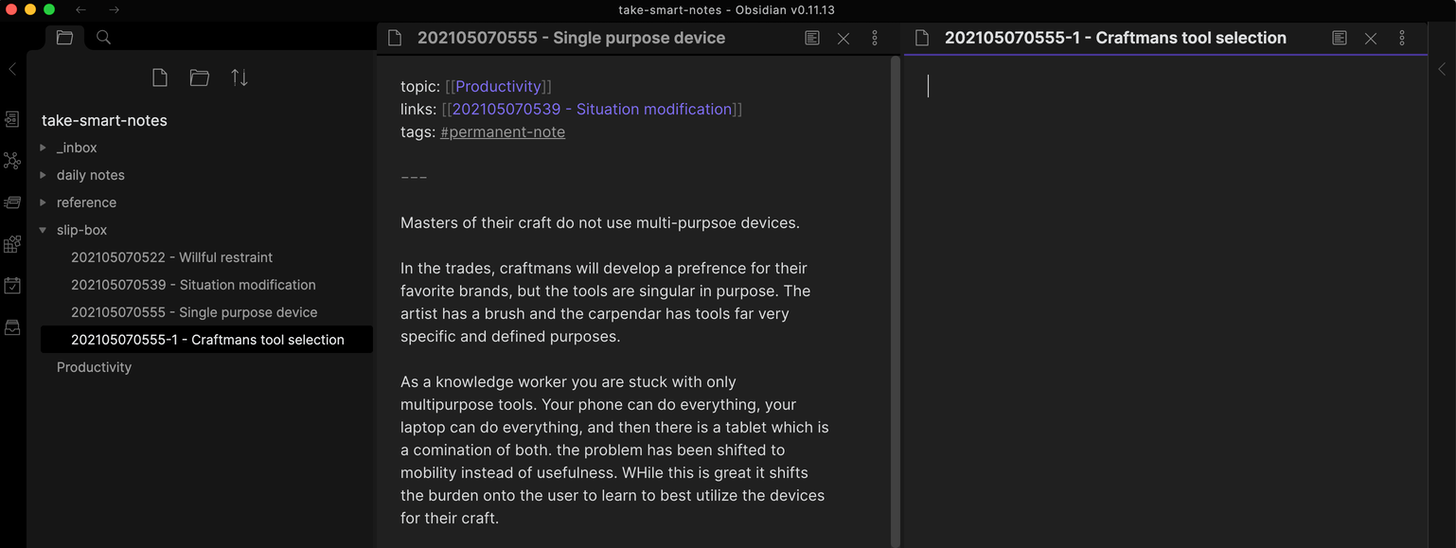 take-smart-notes - Obsidian v0.11.13
take-smart-notes
_inbox
daily notes
reference
slip-box
202105070522 - Willful restraint
202105070539 - Situation modification
202105070555 - Single purpose device
202105070555-1 - Craftmans tool selection
Productivity
202105070555 - Single purpose device
topic: [[Productivity]]
links: [[202105070539 - Situation modification]]
tags: #permanent-note
---
Masters of their craft do not use multi-purpsoe devices.
In the trades, craftmans will develop a prefrence for their
favorite brands, but the tools are singular in purpose. The
artist has a brush and the carpendar has tools far very
specific and defined purposes.
As a knowledge worker you are stuck with only
multipurpose tools. Your phone can do everything, your
laptop can do everything, and then there is a tablet which is
a comination of both. the problem has been shifted to
mobility instead of usefulness. WHile this is great it shifts
the burden onto the user to learn to best utilize the devices
for their craft.
202105070555-1 - Craftmans tool selection